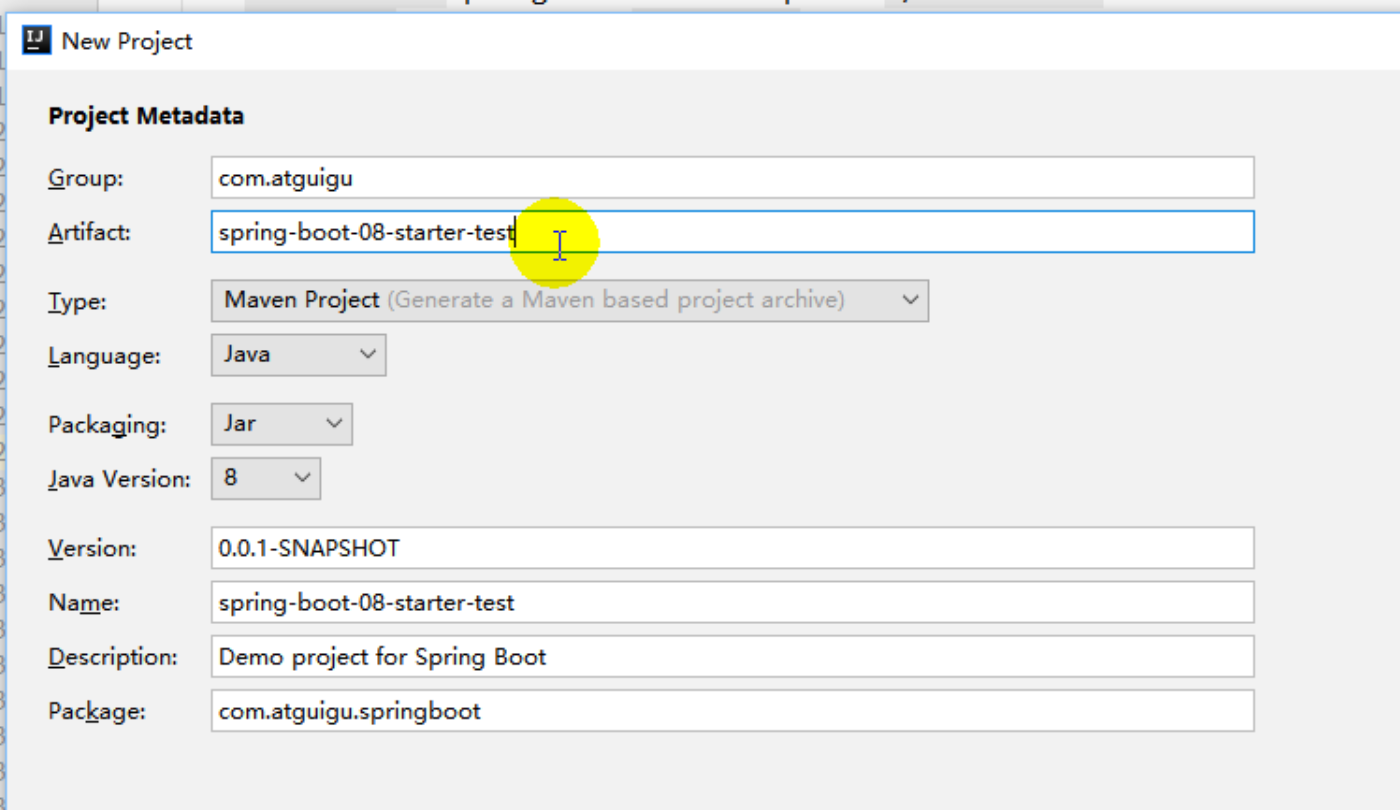 New Project
Project Metadata
Group: com.atguigu
Artifact: spring-boot-08-starter-test
Type: Maven Project (Generate a Maven based project archive)
Language: Java
Packaging: Jar
Java Version: 8
Version: 0.0.1-SNAPSHOT
Name: spring-boot-08-starter-test
Description: Demo project for Spring Boot
Package: com.atguigu.springboot